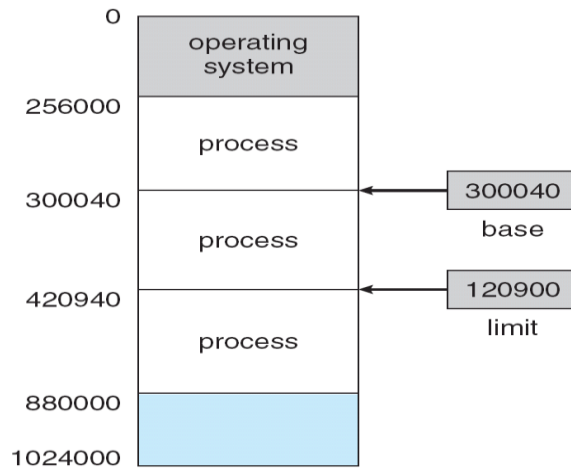 0
operating
system
256000
process
300040
300040
base
process
420940
120900
limit
process
880000
1024000